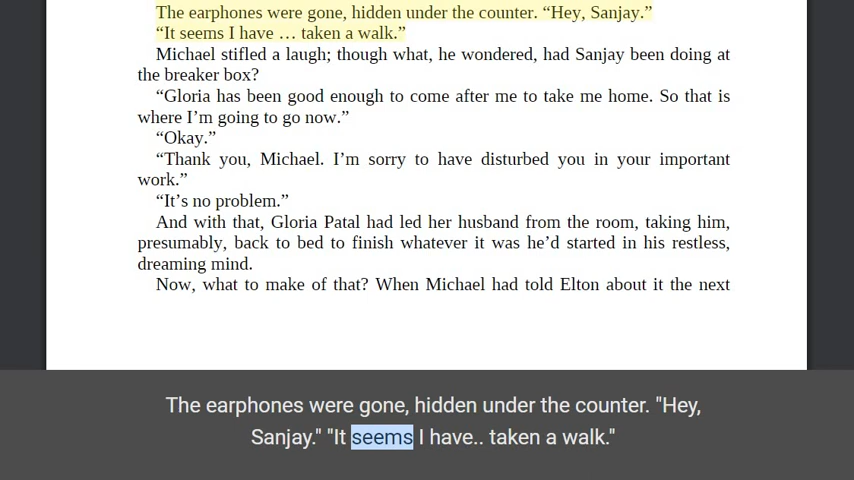 The earphones were gone, hidden under the counter. “Hey, Sanjay.”
“It seems I have … taken a walk.”
Michael stifled a laugh; though what, he wondered, had Sanjay been doing at
the breaker box?
“Gloria has been good enough to come after me to take me home. So that is
where I’m going to go now.”
“Okay.”
“Thank you, Michael. I’m sorry to have disturbed you in your important
work.”
“It’s no problem.”
And with that, Gloria Patal had led her husband from the room, taking him,
presumably, back to bed to finish whatever it was he’d started in his restless,
dreaming mind.
Now, what to make of that? When Michael had told Elton about it the next
The earphones were gone, hidden under the counter. "Hey,
Sanjay." "It seems I have.. taken a walk."